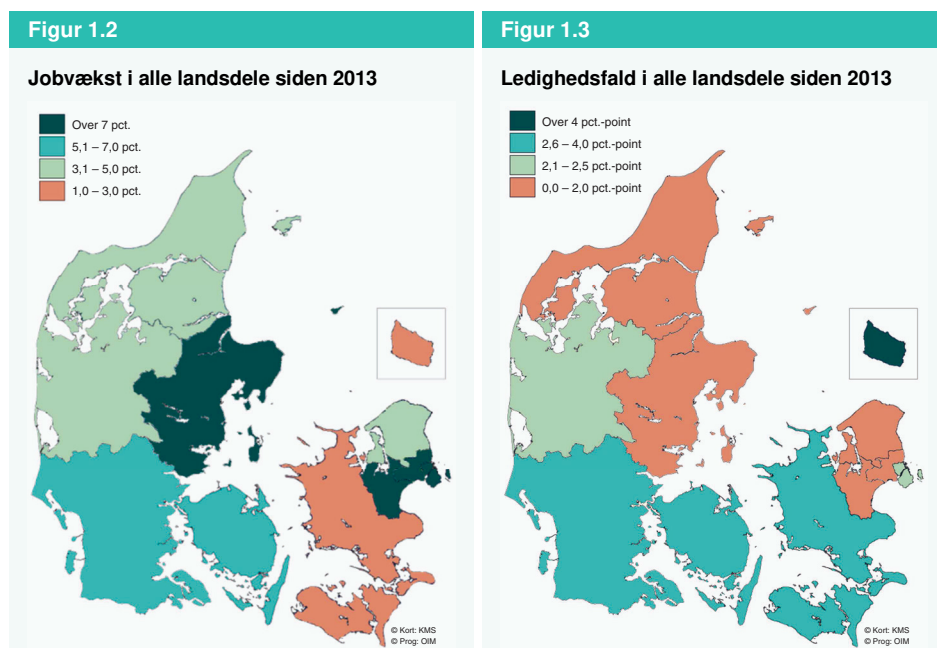 Figur 1.2
Jobvækst i alle landsdele siden 2013
Over 7 pct.
5,1 – 7,0 pct.
3,1 – 5,0 pct.
1,0 – 3,0 pct.
© Kort: KMS
© Prog: OIM
Figur 1.3
Ledighedsfald i alle landsdele siden 2013
Over 4 pct.-point
2,6 – 4,0 pct.-point
2,1 – 2,5 pct.-point
0,0 – 2,0 pct.-point
© Kort: KMS
© Prog: OIM